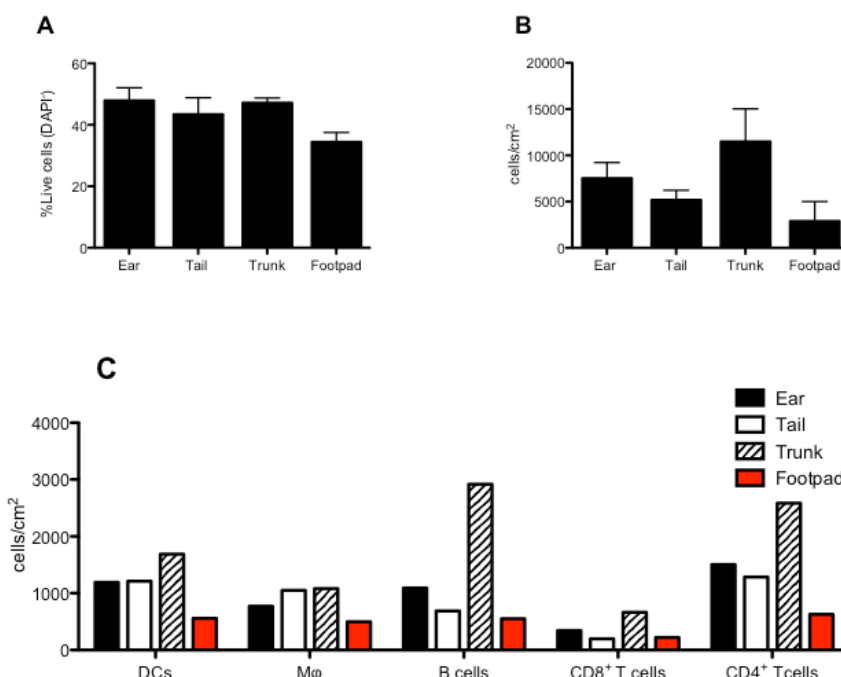 A
60
40
20
0
%Live cells (DAPI⁻)
Ear Tail Trunk Footpad
B
20000
15000
10000
5000
0
cells/cm²
Ear Tail Trunk Footpad
C
Ear
Tail
Trunk
Footpad
4000
3000
2000
1000
0
cells/cm²
DCs Mφ B cells CD8⁺ T cells CD4⁺ Tcells